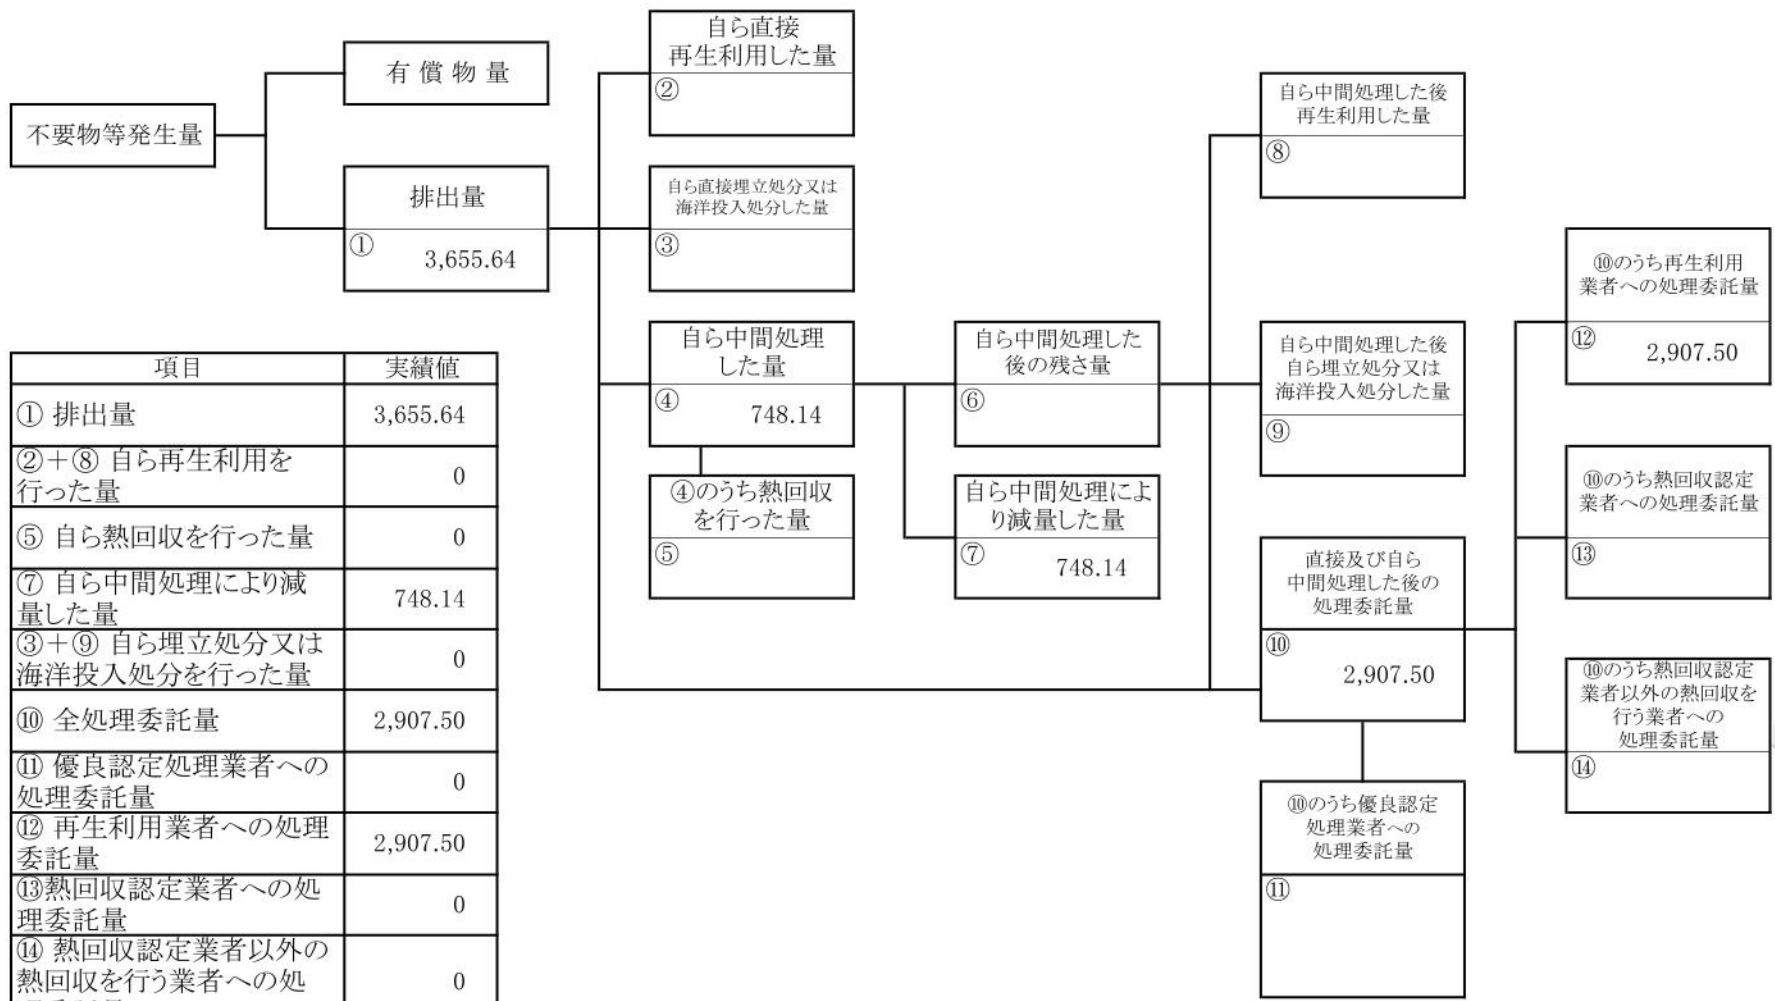 不要物等発生量
有償物量
排出量
①
3,655.64
自ら直接
再生利用した量
②
自ら直接埋立処分又は
海洋投入処分した量
③
自ら中間処理
した量
④
748.14
④のうち熱回収
を行った量
⑤
自ら中間処理した
後の残さ量
⑥
自ら中間処理によ
り減量した量
⑦
748.14
自ら中間処理した後
再生利用した量
⑧
自ら中間処理した後
自ら埋立処分又は
海洋投入処分した量
⑨
直接及び自ら
中間処理した後の
処理委託量
⑩
2,907.50
⑩のうち優良認定
処理業者への
処理委託量
⑪
⑩のうち再生利用
業者への処理委託量
⑫
2,907.50
⑩のうち熱回収認定
業者への処理委託量
⑬
⑩のうち熱回収認定
業者以外の熱回収を
行う業者への
処理委託量
⑭
項目 実績値
① 排出量 3,655.64
②+⑧ 自ら再生利用を
行った量 0
⑤ 自ら熱回収を行った量 0
⑦ 自ら中間処理により減
量した量 748.14
③+⑨ 自ら埋立処分又は
海洋投入処分を行った量 0
⑩ 全処理委託量 2,907.50
⑪ 優良認定処理業者への
処理委託量 0
⑫ 再生利用業者への処理
委託量 2,907.50
⑬熱回収認定業者への処
理委託量 0
⑭ 熱回収認定業者以外の
熱回収を行う業者への処 0